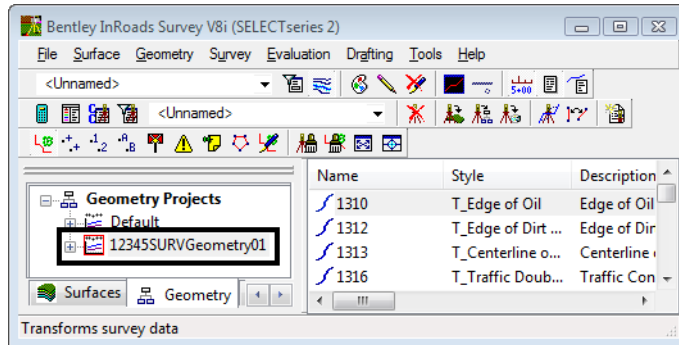 Bentley InRoads Survey V8i (SELECTseries 2)
File Surface Geometry Survey Evaluation Drafting Tools Help
<Unnamed>
5+00
<Unnamed>
Name Style Description
Geometry Projects
Default
12345SURVGeometry01
1310 T_Edge of Oil Edge of Oil
1312 T_Edge of Dirt ... Edge of Dir
1313 T_Centerline o... Centerline
1316 T_Traffic Doub... Traffic Con
Surfaces Geometry
Transforms survey data